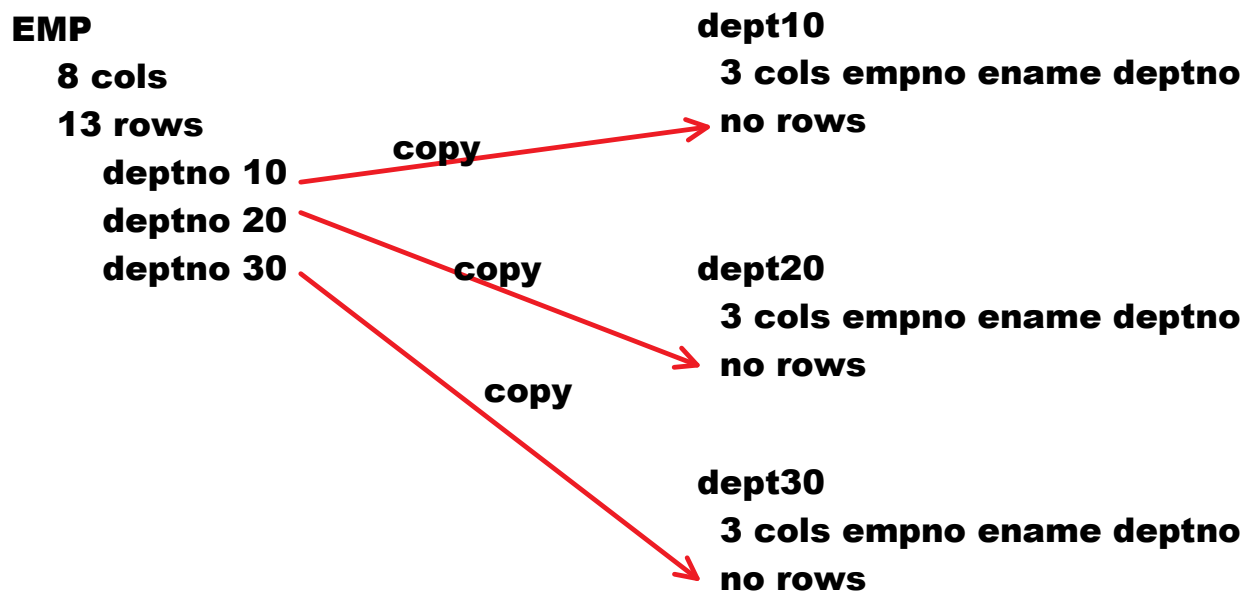 EMP
8 cols
13 rows
deptno 10
deptno 20
deptno 30
copy
copy
copy
dept10
3 cols empno ename deptno
no rows
dept20
3 cols empno ename deptno
no rows
dept30
3 cols empno ename deptno
no rows